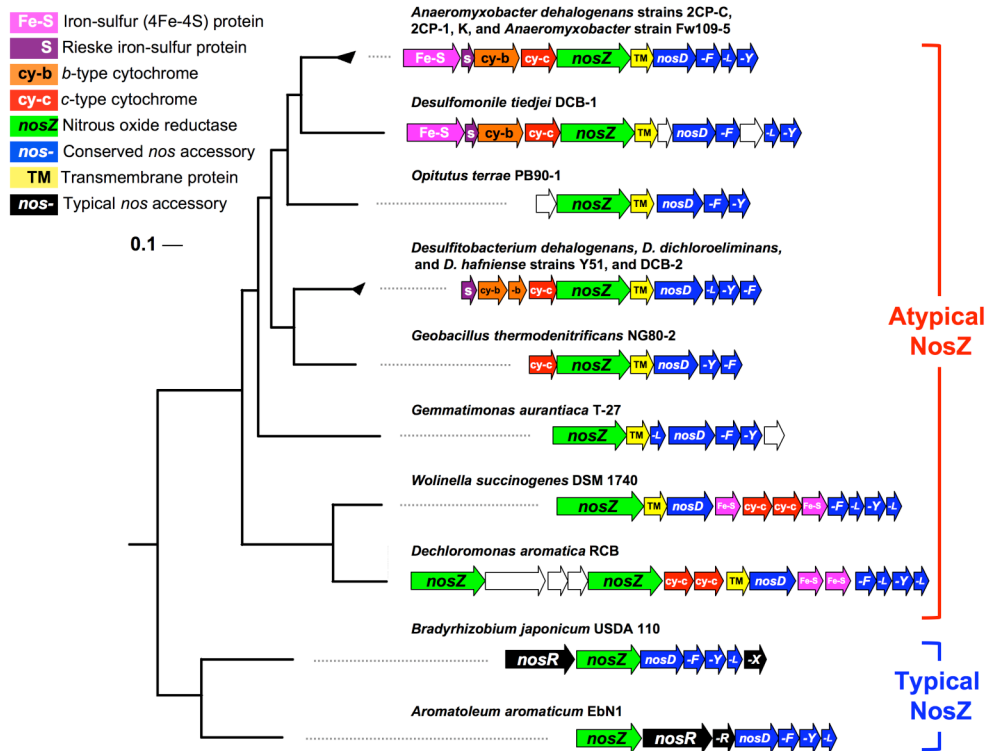 Fe-S Iron-sulfur (4Fe-4S) protein
S Rieske iron-sulfur protein
cy-b b-type cytochrome
cy-c c-type cytochrome
nosZ Nitrous oxide reductase
nos- Conserved nos accessory
TM Transmembrane protein
nos- Typical nos accessory
0.1
Anaeromyxobacter dehalogenans strains 2CP-C,
2CP-1, K, and Anaeromyxobacter strain Fw109-5
Fe-S s cy-b cy-c nosZ TM nosD -F -L -Y
Desulfomonile tiedjei DCB-1
Fe-S s cy-b cy-c nosZ TM nosD -F -L -Y
Opitutus terrae PB90-1
nosZ TM nosD -F -Y
Desulfitobacterium dehalogenans, D. dichloroeliminans,
and D. hafniense strains Y51, and DCB-2
s cy-b -b cy-c nosZ TM nosD -L -Y -F
Geobacillus thermodenitrificans NG80-2
cy-c nosZ TM nosD -Y -F
Gemmatimonas aurantiaca T-27
nosZ TM -L nosD -F -Y
Wolinella succinogenes DSM 1740
nosZ TM nosD Fe-S cy-c cy-c Fe-S -F -L -Y -L
Dechloromonas aromatica RCB
nosZ nosZ cy-c cy-c TM nosD Fe-S Fe-S -F -L -Y -L
Bradyrhizobium japonicum USDA 110
nosR nosZ nosD -F -Y -L -X
Aromatoleum aromaticum EbN1
nosZ nosR -R nosD -F -Y -L
Atypical
NosZ
Typical
NosZ